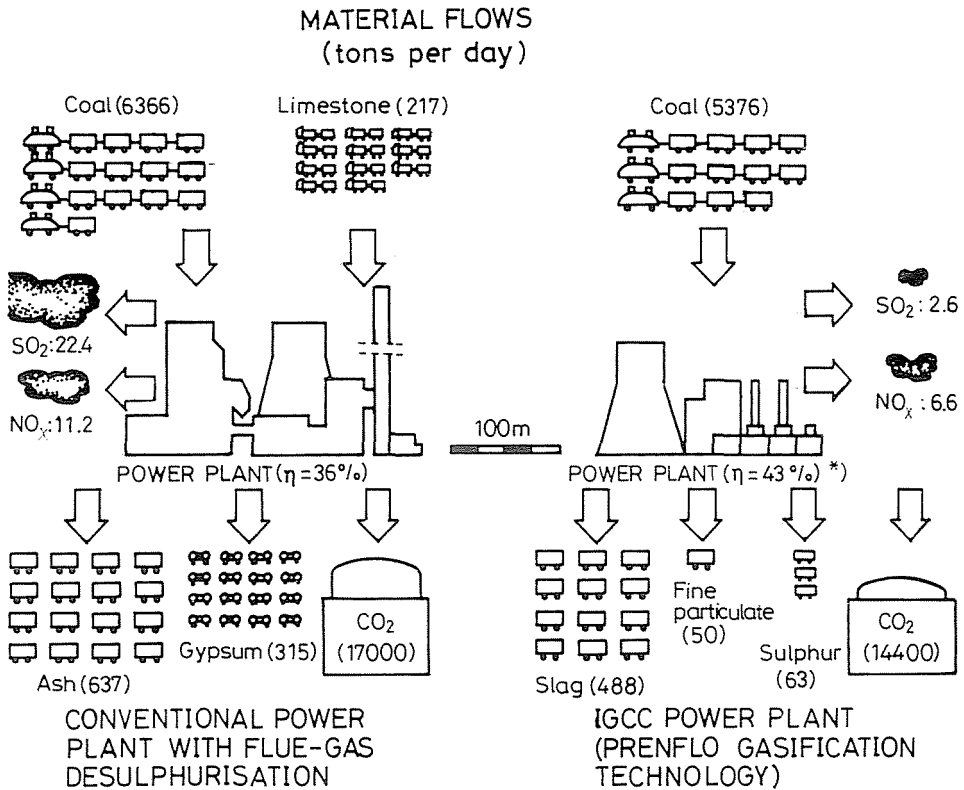 MATERIAL FLOWS
(tons per day)
Coal (6366)
Limestone (217)
Coal (5376)
SO₂:22.4
NOₓ:11.2
SO₂: 2.6
NOₓ: 6.6
100m
POWER PLANT (η=36%)
POWER PLANT (η=43%) *)
Ash (637)
Gypsum (315)
CO₂
(17000)
Slag (488)
Fine
particulate
(50)
Sulphur
(63)
CO₂
(14400)
CONVENTIONAL POWER
PLANT WITH FLUE-GAS
DESULPHURISATION
IGCC POWER PLANT
(PRENFLO GASIFICATION
TECHNOLOGY)